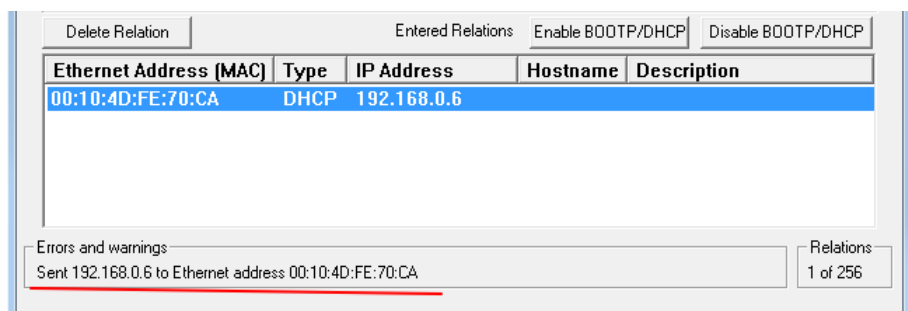 Delete Relation Entered Relations Enable BOOTP/DHCP Disable BOOTP/DHCP
Ethernet Address (MAC) Type IP Address Hostname Description
00:10:4D:FE:70:CA DHCP 192.168.0.6
Errors and warnings Relations
Sent 192.168.0.6 to Ethernet address 00:10:4D:FE:70:CA 1 of 256